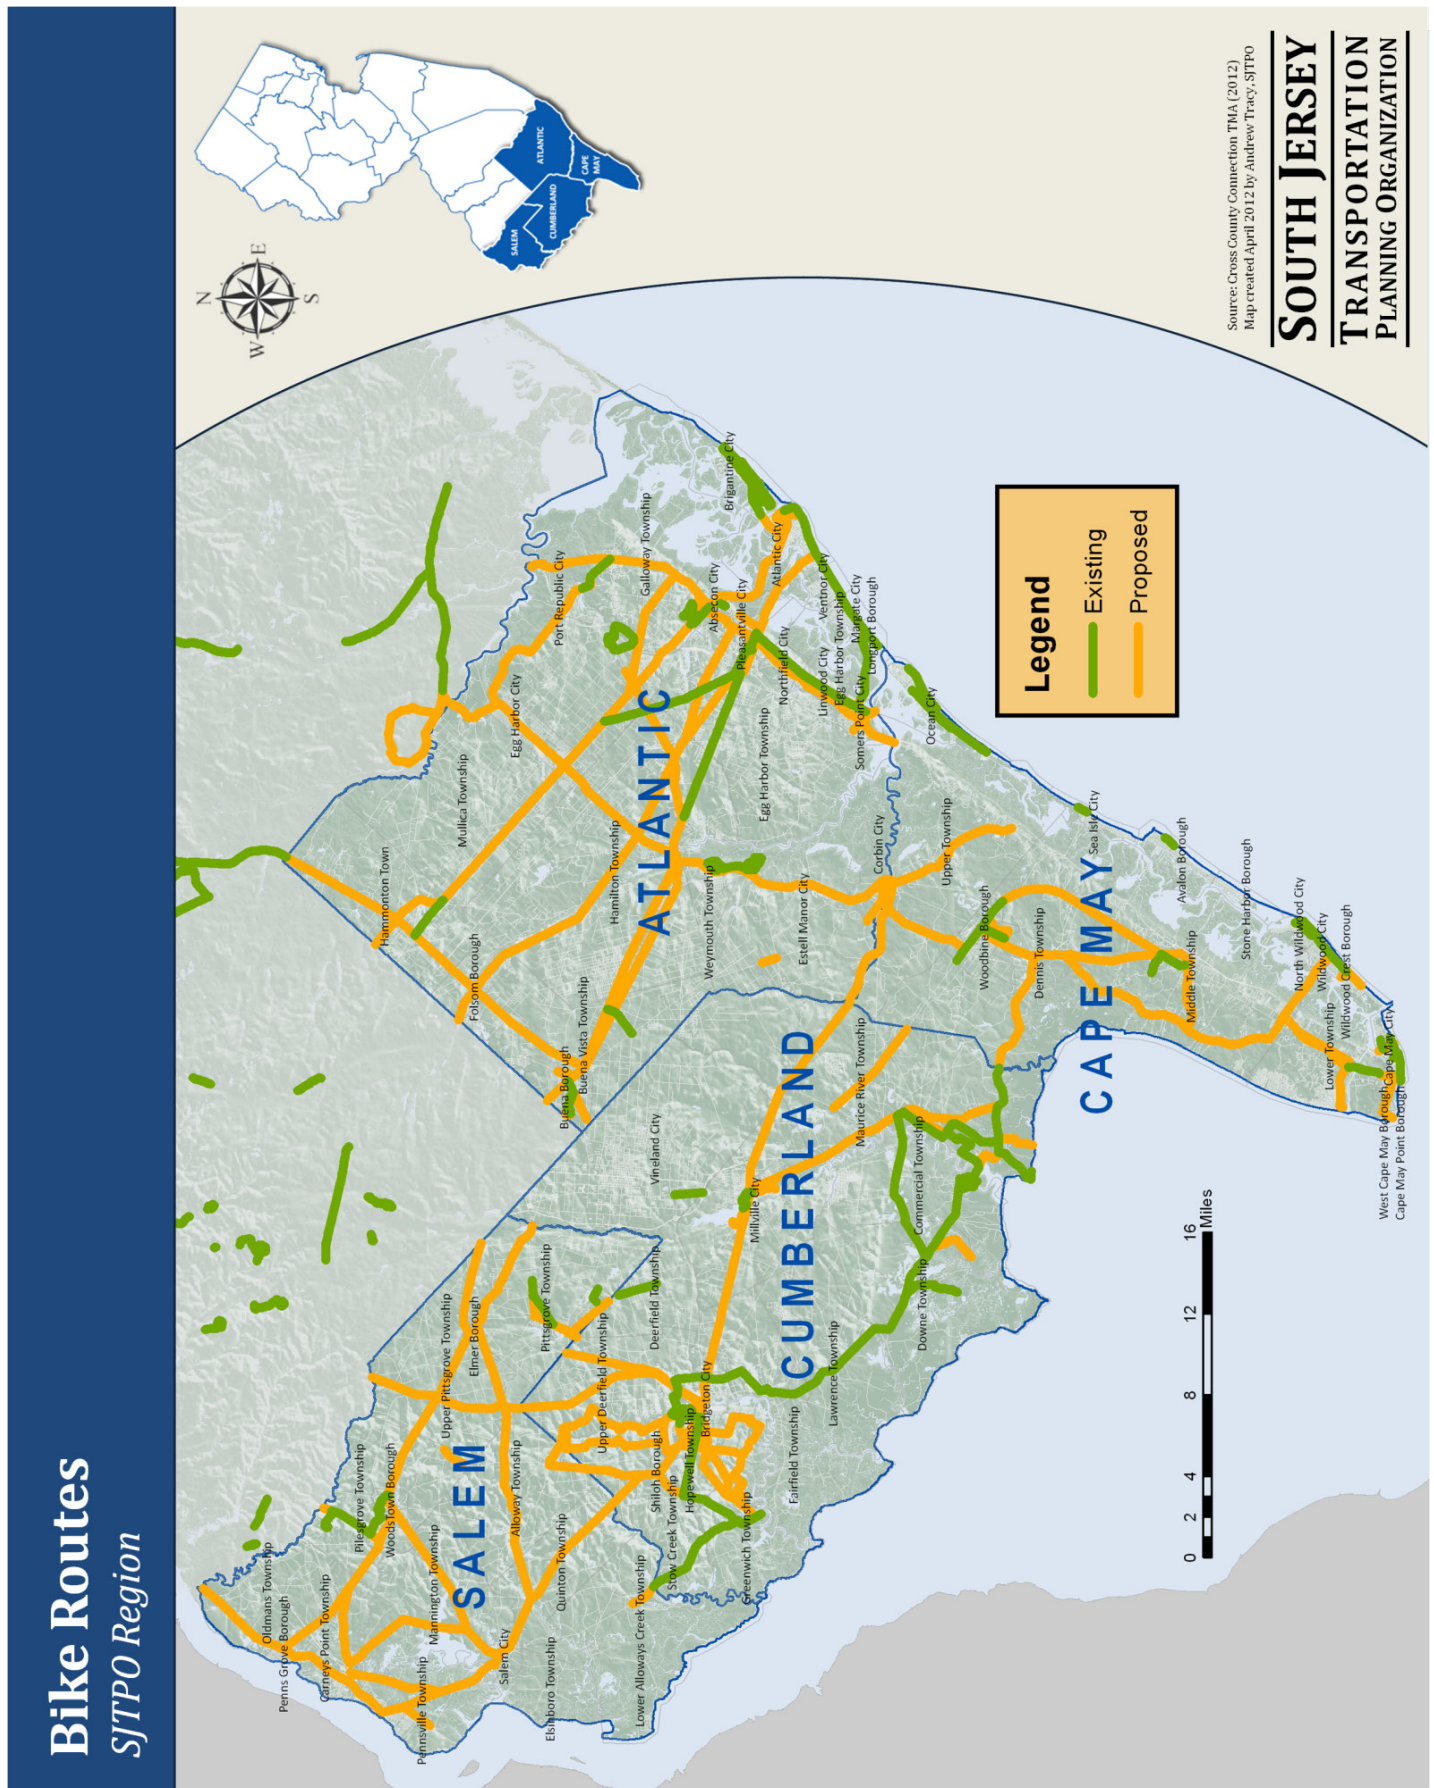 Bike Routes
SJTPO Region
N
W
E
S
SALEM
CUMBERLAND
ATLANTIC
CAPE
MAY
Source: Cross County Connection TMA (2012)
Map created April 2012 by Andrew Tracy, SJTPO
SOUTH JERSEY
TRANSPORTATION
PLANNING ORGANIZATION
Legend
Existing
Proposed
0 2 4 8 12 16
Miles
SALEM
CUMBERLAND
ATLANTIC
CAPE MAY
Oldmans Township
Penns Grove Borough
Carneys Point Township
Pennsville Township
Pilesgrove Township
Woodstown Borough
Mannington Township
Salem City
Elsinboro Township
Lower Alloways Creek Township
Quinton Township
Alloway Township
Upper Pittsgrove Township
Elmer Borough
Pittsgrove Township
Upper Deerfield Township
Deerfield Township
Shiloh Borough
Stow Creek Township
Hopewell Township
Greenwich Township
Bridgeton City
Fairfield Township
Lawrence Township
Downe Township
Commercial Township
Millville City
Vineland City
Maurice River Township
Buena Borough
Buena Vista Township
Folsom Borough
Hammonton Town
Mullica Township
Hamilton Township
Weymouth Township
Estell Manor City
Corbin City
Egg Harbor City
Port Republic City
Galloway Township
Absecon City
Pleasantville City
Northfield City
Egg Harbor Township
Linwood City
Egg Harbor Township
Somers Point City
Brigantine City
Atlantic City
Ventnor City
Margate City
Longport Borough
Ocean City
Upper Township
Woodbine Borough
Dennis Township
Sea Isle City
Avalon Borough
Stone Harbor Borough
Middle Township
North Wildwood City
Wildwood City
Wildwood Crest Borough
Lower Township
Cape May City
West Cape May Borough
Cape May Point Borough